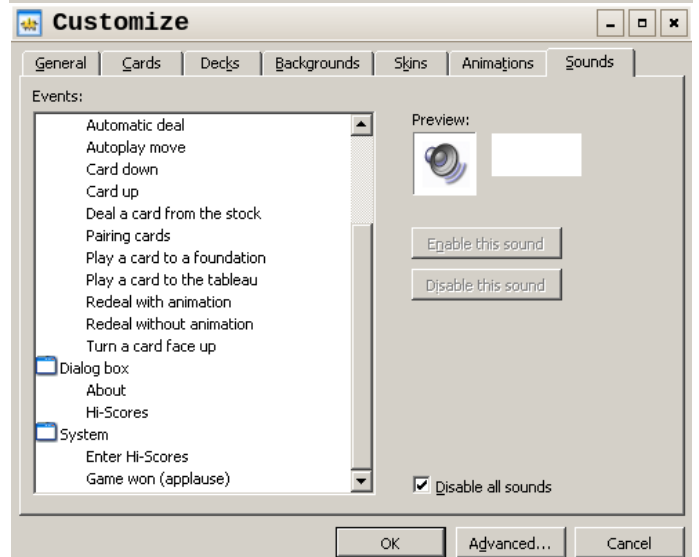 Customize
General Cards Decks Backgrounds Skins Animations Sounds
Events:
Automatic deal
Autoplay move
Card down
Card up
Deal a card from the stock
Pairing cards
Play a card to a foundation
Play a card to the tableau
Redeal with animation
Redeal without animation
Turn a card face up
Dialog box
About
Hi-Scores
System
Enter Hi-Scores
Game won (applause)
Preview:
Enable this sound
Disable this sound
Disable all sounds
OK Advanced... Cancel